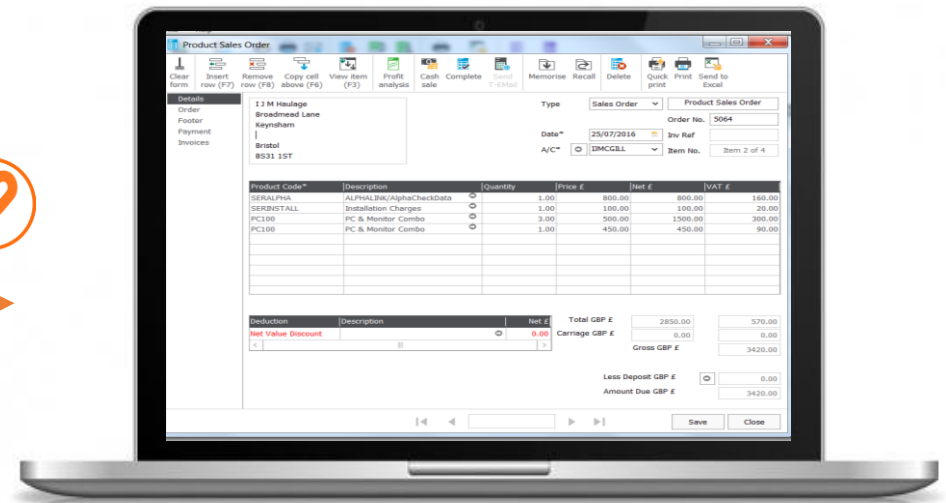 Product Sales Order
Clear form
Insert row (F7)
Remove row (F8)
Copy cell above (F6)
View item (F3)
Profit analysis
Cash sale
Complete
Send T-EMail
Memorise
Recall
Delete
Quick print
Print
Send to Excel
Details
Order
Footer
Payment
Invoices
I J M Haulage
Broadmead Lane
Keynsham
Bristol
BS31 1ST
Type Sales Order Product Sales Order
Order No. 5064
Date* 25/07/2016 Inv Ref
A/C* IJMCGILL Item No. Item 2 of 4
Product Code* Description Quantity Price £ Net £ VAT £
SERALPHA ALPHALINK/AlphaCheckData 1.00 800.00 800.00 160.00
SERINSTALL Installation Charges 1.00 100.00 100.00 20.00
PC100 PC & Monitor Combo 3.00 500.00 1500.00 300.00
PC100 PC & Monitor Combo 1.00 450.00 450.00 90.00
Deduction Description Net £
Net Value Discount 0.00
Total GBP £ 2850.00 570.00
Carriage GBP £ 0.00 0.00
Gross GBP £ 3420.00
Less Deposit GBP £ 0.00
Amount Due GBP £ 3420.00
Save Close